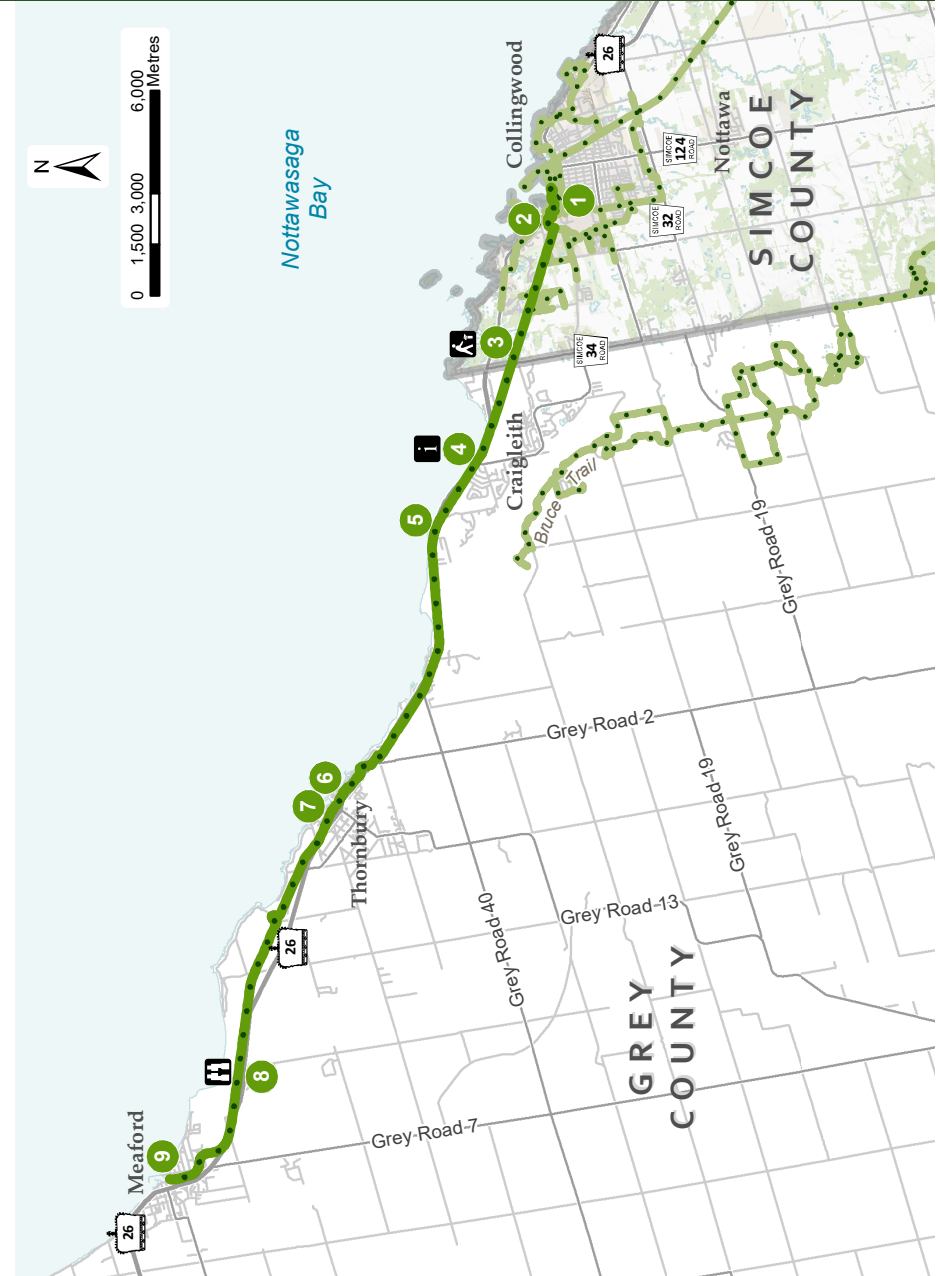 N
0 1,500 3,000 6,000
Metres
Nottawasaga
Bay
Meaford
26
9
8
26
Thornbury
7
6
5
4
i
Craigleith
3
2
1
Collingwood
26
Nottawa
SIMCOE
124
ROAD
SIMCOE
32
ROAD
SIMCOE
34
ROAD
SIMCOE
COUNTY
Bruce Trail
Grey-Road-19
Grey-Road-2
Grey-Road-19
Grey-Road-40
Grey Road-13
Grey-Road-7
GREY
COUNTY